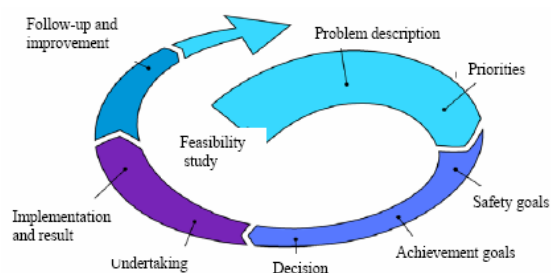 Follow-up and
improvement
Problem description
Priorities
Feasibility
study
Safety goals
Implementation
and result
Achievement goals
Undertaking
Decision